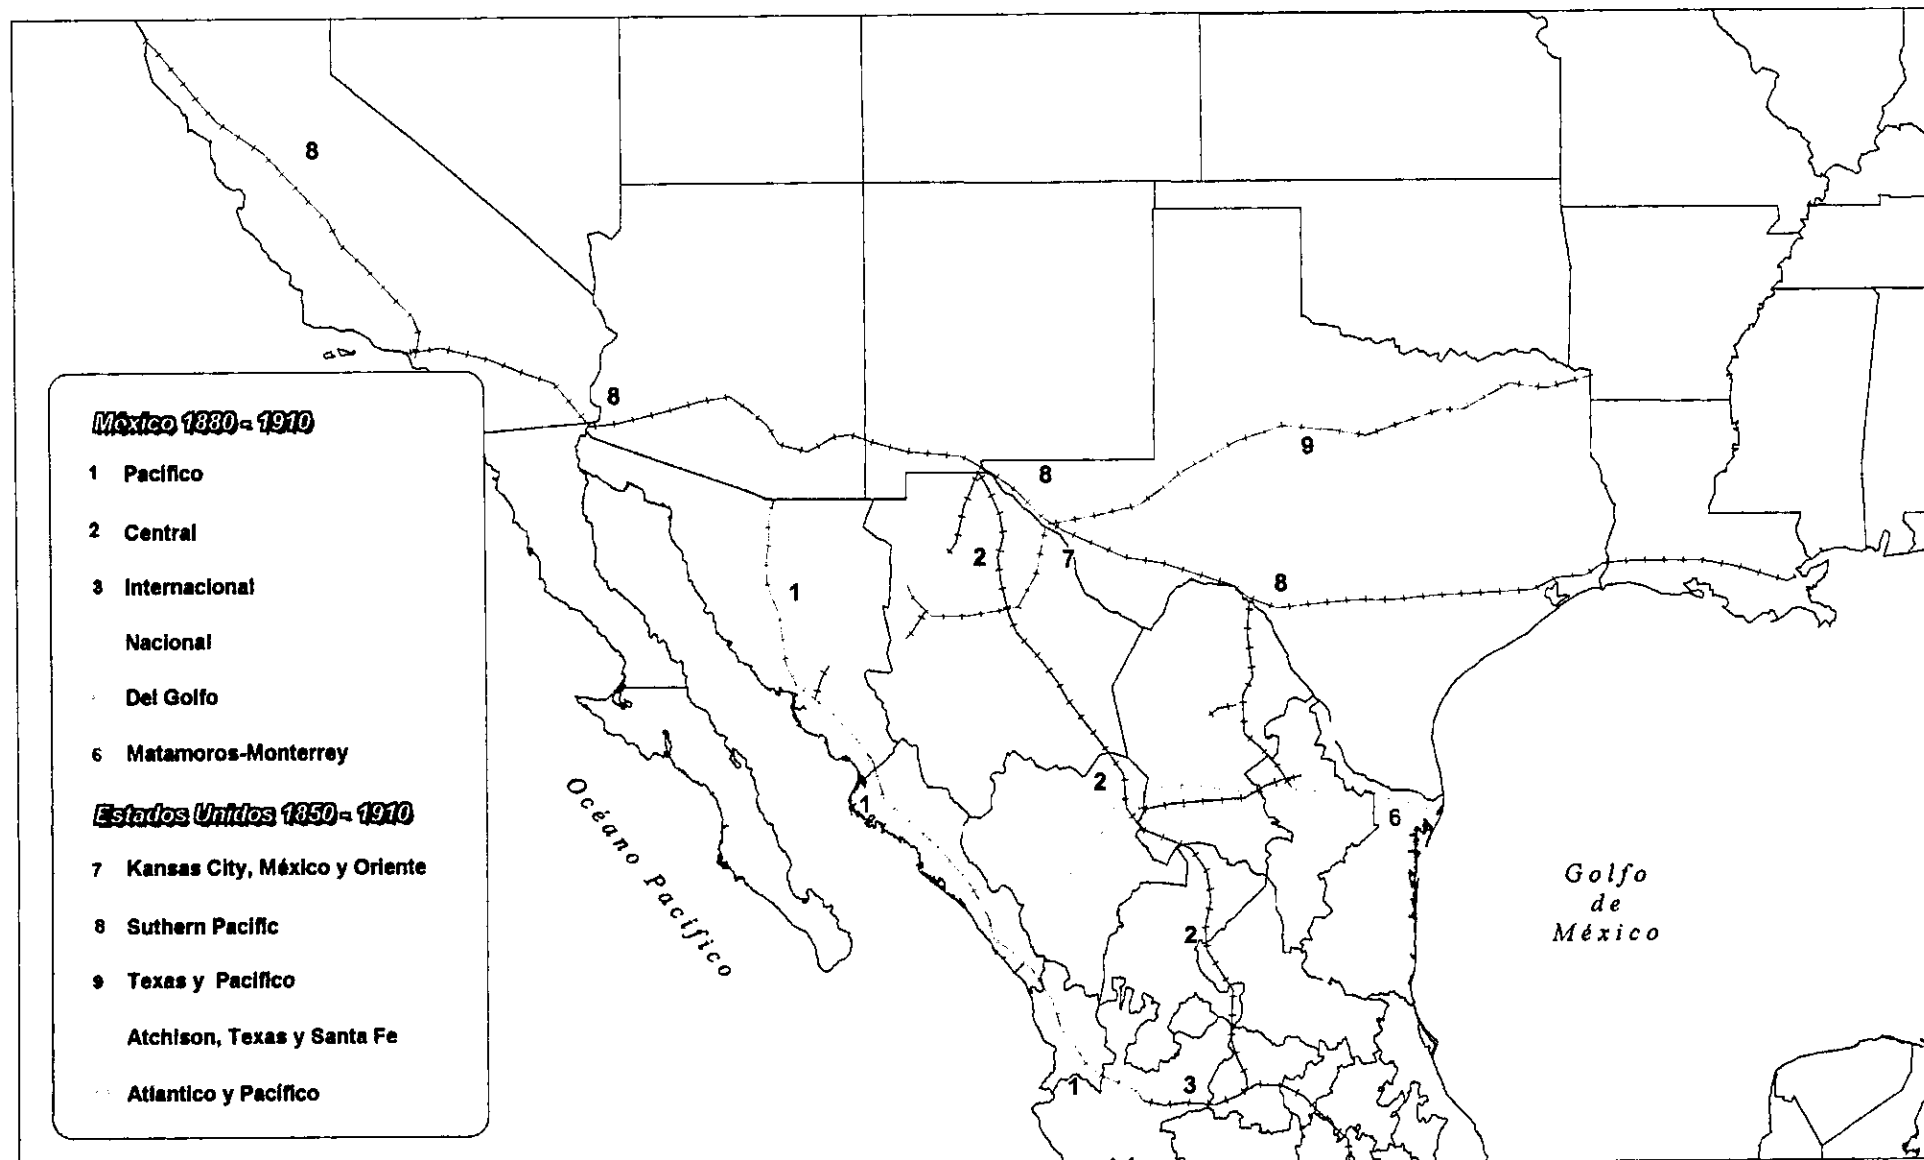 México 1880 - 1910
1 Pacífico
2 Central
3 Internacional
Nacional
Del Golfo
6 Matamoros-Monterrey
Estados Unidos 1850 - 1910
7 Kansas City, México y Oriente
8 Suthern Pacific
9 Texas y Pacífico
Atchison, Texas y Santa Fe
Atlantico y Pacífico
8
8
9
8
2
7
1
8
2
1
6
Océano Pacífico
Golfo
de
México
2
1
3